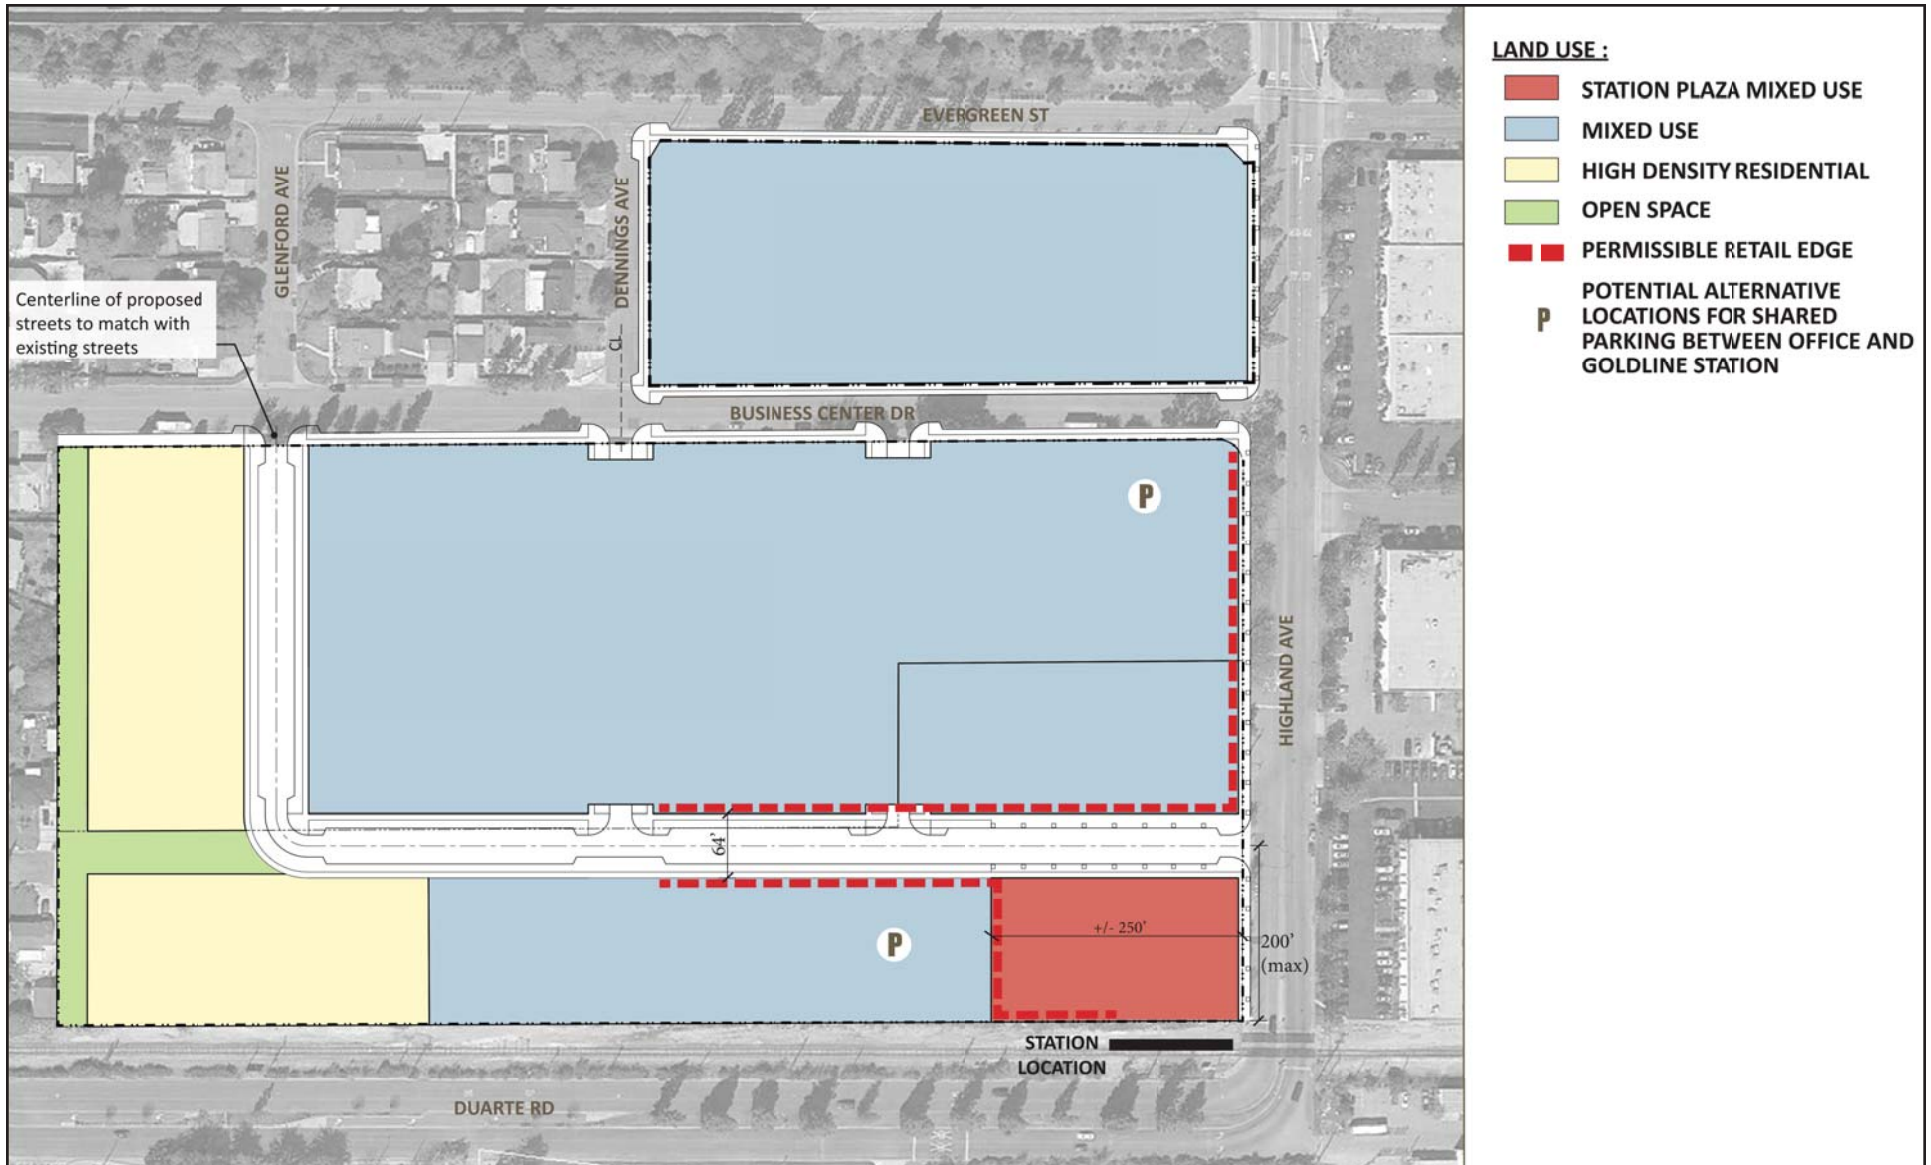 EVERGREEN ST
GLENFORD AVE
DENNINGS AVE
Centerline of proposed
streets to match with
existing streets
CL
BUSINESS CENTER DR
P
HIGHLAND AVE
64'
P
+/- 250'
200'
(max)
STATION
LOCATION
DUARTE RD
LAND USE :
STATION PLAZA MIXED USE
MIXED USE
HIGH DENSITY RESIDENTIAL
OPEN SPACE
PERMISSIBLE RETAIL EDGE
P
POTENTIAL ALTERNATIVE
LOCATIONS FOR SHARED
PARKING BETWEEN OFFICE AND
GOLDLINE STATION